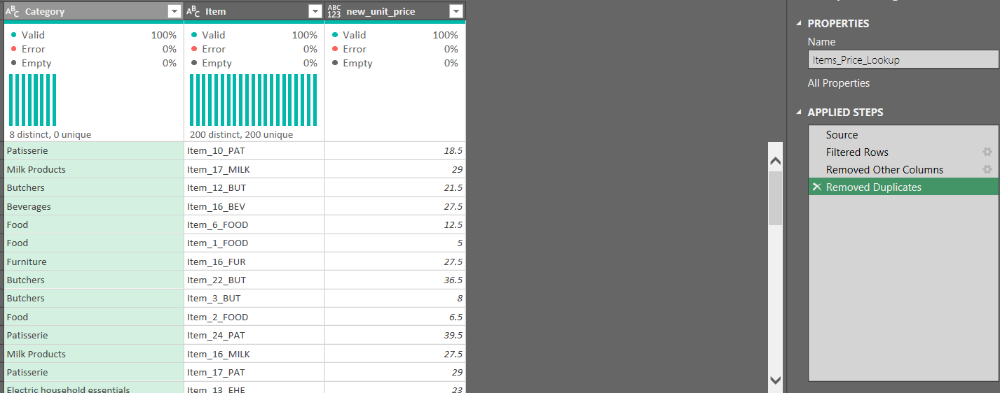 ABC Category ABC Item ABC 123 new_unit_price
Valid 100% Valid 100% Valid 100%
Error 0% Error 0% Error 0%
Empty 0% Empty 0% Empty 0%
8 distinct, 0 unique 200 distinct, 200 unique
Patisserie Item_10_PAT 18.5
Milk Products Item_17_MILK 29
Butchers Item_12_BUT 21.5
Beverages Item_16_BEV 27.5
Food Item_6_FOOD 12.5
Food Item_1_FOOD 5
Furniture Item_16_FUR 27.5
Butchers Item_22_BUT 36.5
Butchers Item_3_BUT 8
Food Item_2_FOOD 6.5
Patisserie Item_24_PAT 39.5
Milk Products Item_16_MILK 27.5
Patisserie Item_17_PAT 29
Electric household essentials Item_13_EHE 23
PROPERTIES
Name
Items_Price_Lookup
All Properties
APPLIED STEPS
Source
Filtered Rows
Removed Other Columns
Removed Duplicates